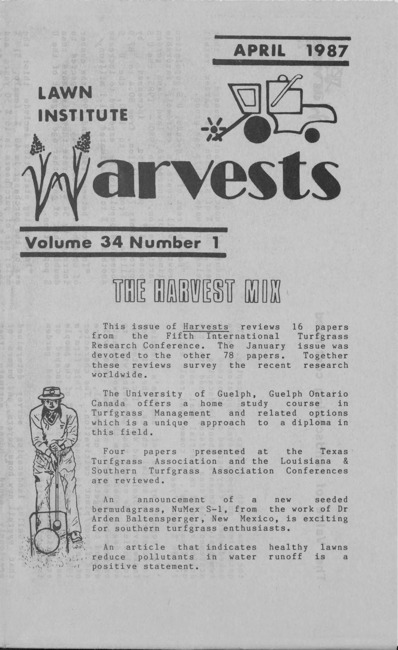 APRIL 1987
LAWN
INSTITUTE
Harvests
Volume 34 Number 1
THE HARVEST MIX
This issue of Harvests reviews 16 papers
from the Fifth International Turfgrass
Research Conference. The January issue was
devoted to the other 78 papers. Together
these reviews survey the recent research
worldwide.
The University of Guelph, Guelph Ontario
Canada offers a home study course in
Turfgrass Management and related options
which is a unique approach to a diploma in
this field.
Four papers presented at the Texas
Turfgrass Association and the Louisiana &
Southern Turfgrass Association Conferences
are reviewed.
An announcement of a new seeded
bermudagrass, NuMex S-1, from the work of Dr
Arden Baltensperger, New Mexico, is exciting
for southern turfgrass enthusiasts.
An article that indicates healthy lawns
reduce pollutants in water runoff is a
positive statement.